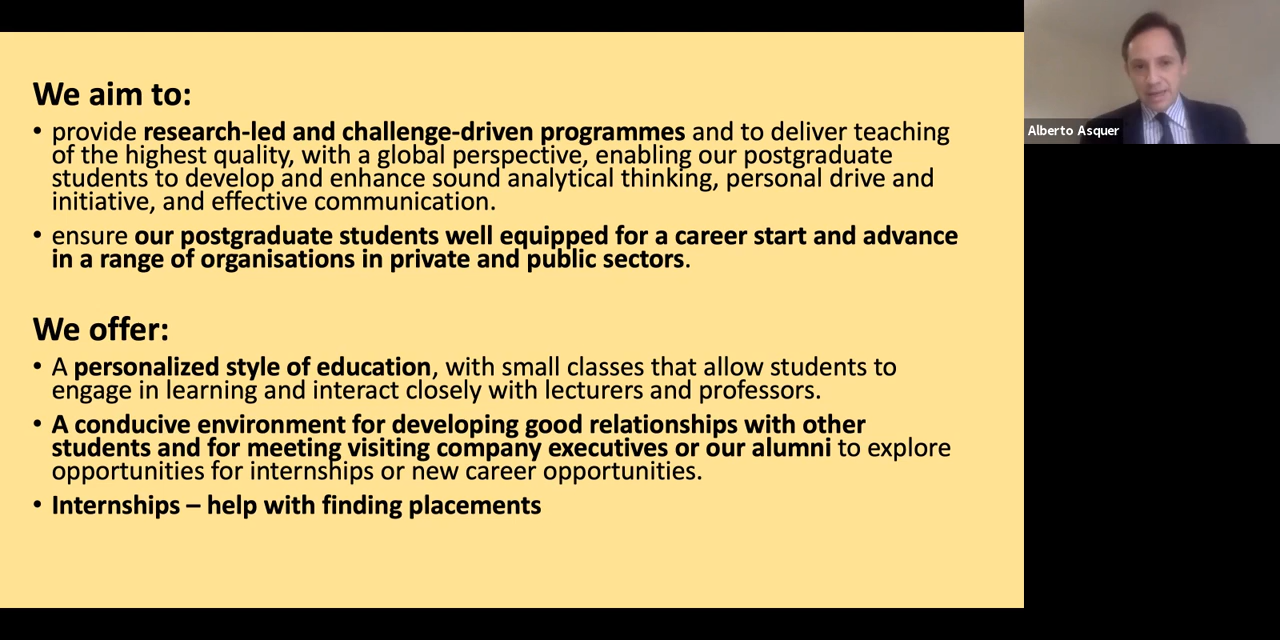 We aim to:
• provide research-led and challenge-driven programmes and to deliver teaching
of the highest quality, with a global perspective, enabling our postgraduate
students to develop and enhance sound analytical thinking, personal drive and
initiative, and effective communication.
• ensure our postgraduate students well equipped for a career start and advance
in a range of organisations in private and public sectors.
We offer:
• A personalized style of education, with small classes that allow students to
engage in learning and interact closely with lecturers and professors.
• A conducive environment for developing good relationships with other
students and for meeting visiting company executives or our alumni to explore
opportunities for internships or new career opportunities.
• Internships – help with finding placements
Alberto Asquer